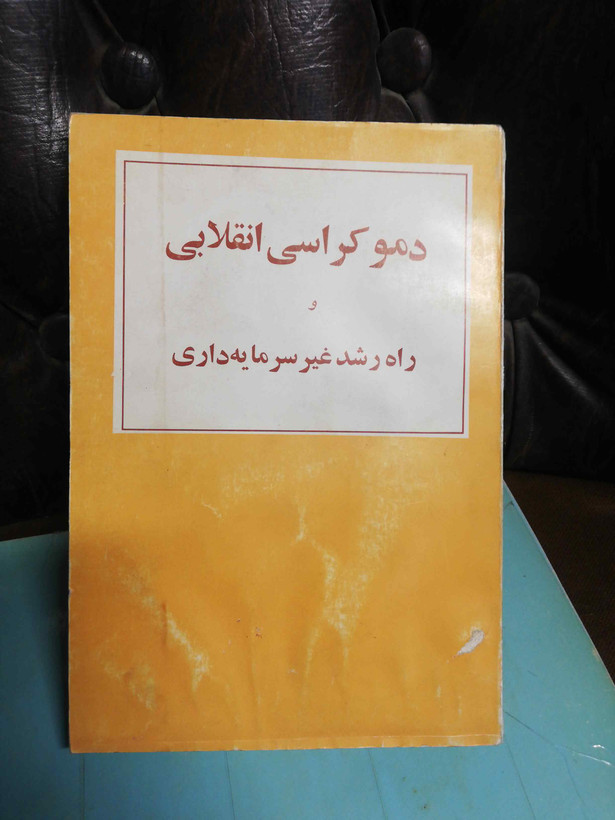 دموکراسی انقلابی
و
راه رشد غیر سرمایه‌داری